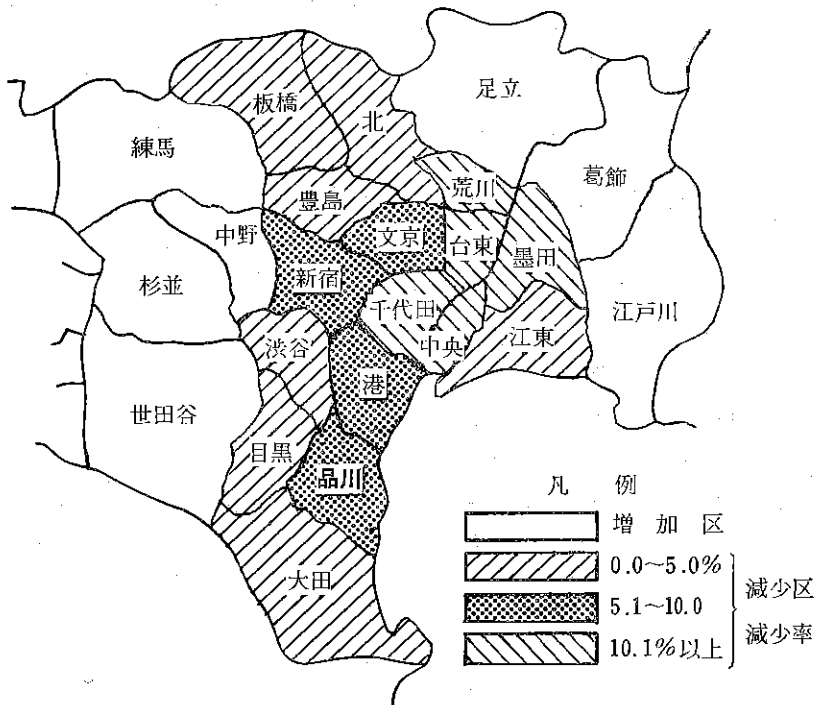 足立
板橋
北
練馬
葛飾
荒川
豊島
中野
文京
台東
墨田
杉並
新宿
千代田
江戸川
渋谷
中央
江東
港
世田谷
目黒
品川
大田
凡 例
増 加 区
0.0〜5.0%
5.1〜10.0
10.1%以上
減少区
減少率